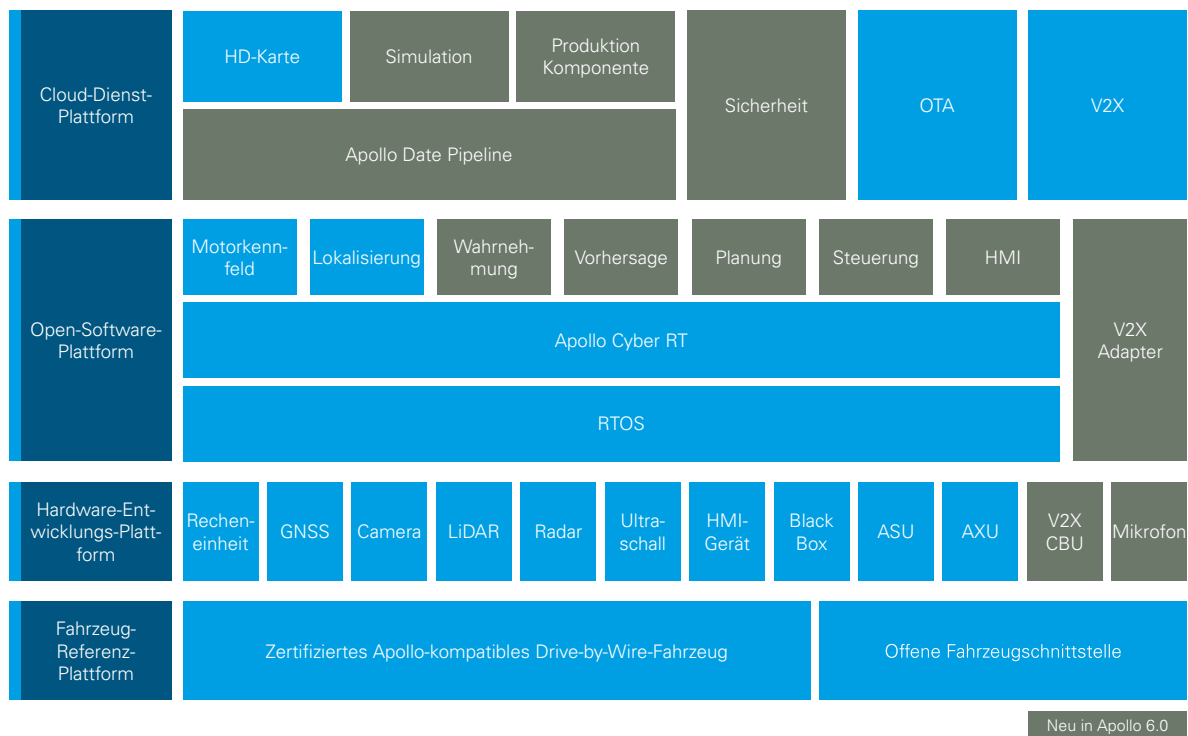 Cloud-Dienst-
Plattform
HD-Karte
Simulation
Produktion
Komponente
Apollo Date Pipeline
Sicherheit
OTA
V2X
Open-Software-
Plattform
Motorkenn-
feld
Lokalisierung
Wahrneh-
mung
Vorhersage
Planung
Steuerung
HMI
Apollo Cyber RT
RTOS
V2X
Adapter
Hardware-Ent-
wicklungs-Platt-
form
Rechen-
einheit
GNSS
Camera
LiDAR
Radar
Ultra-
schall
HMI-
Gerät
Black
Box
ASU
AXU
V2X
CBU
Mikrofon
Fahrzeug-
Referenz-
Plattform
Zertifiziertes Apollo-kompatibles Drive-by-Wire-Fahrzeug
Offene Fahrzeugschnittstelle
Neu in Apollo 6.0